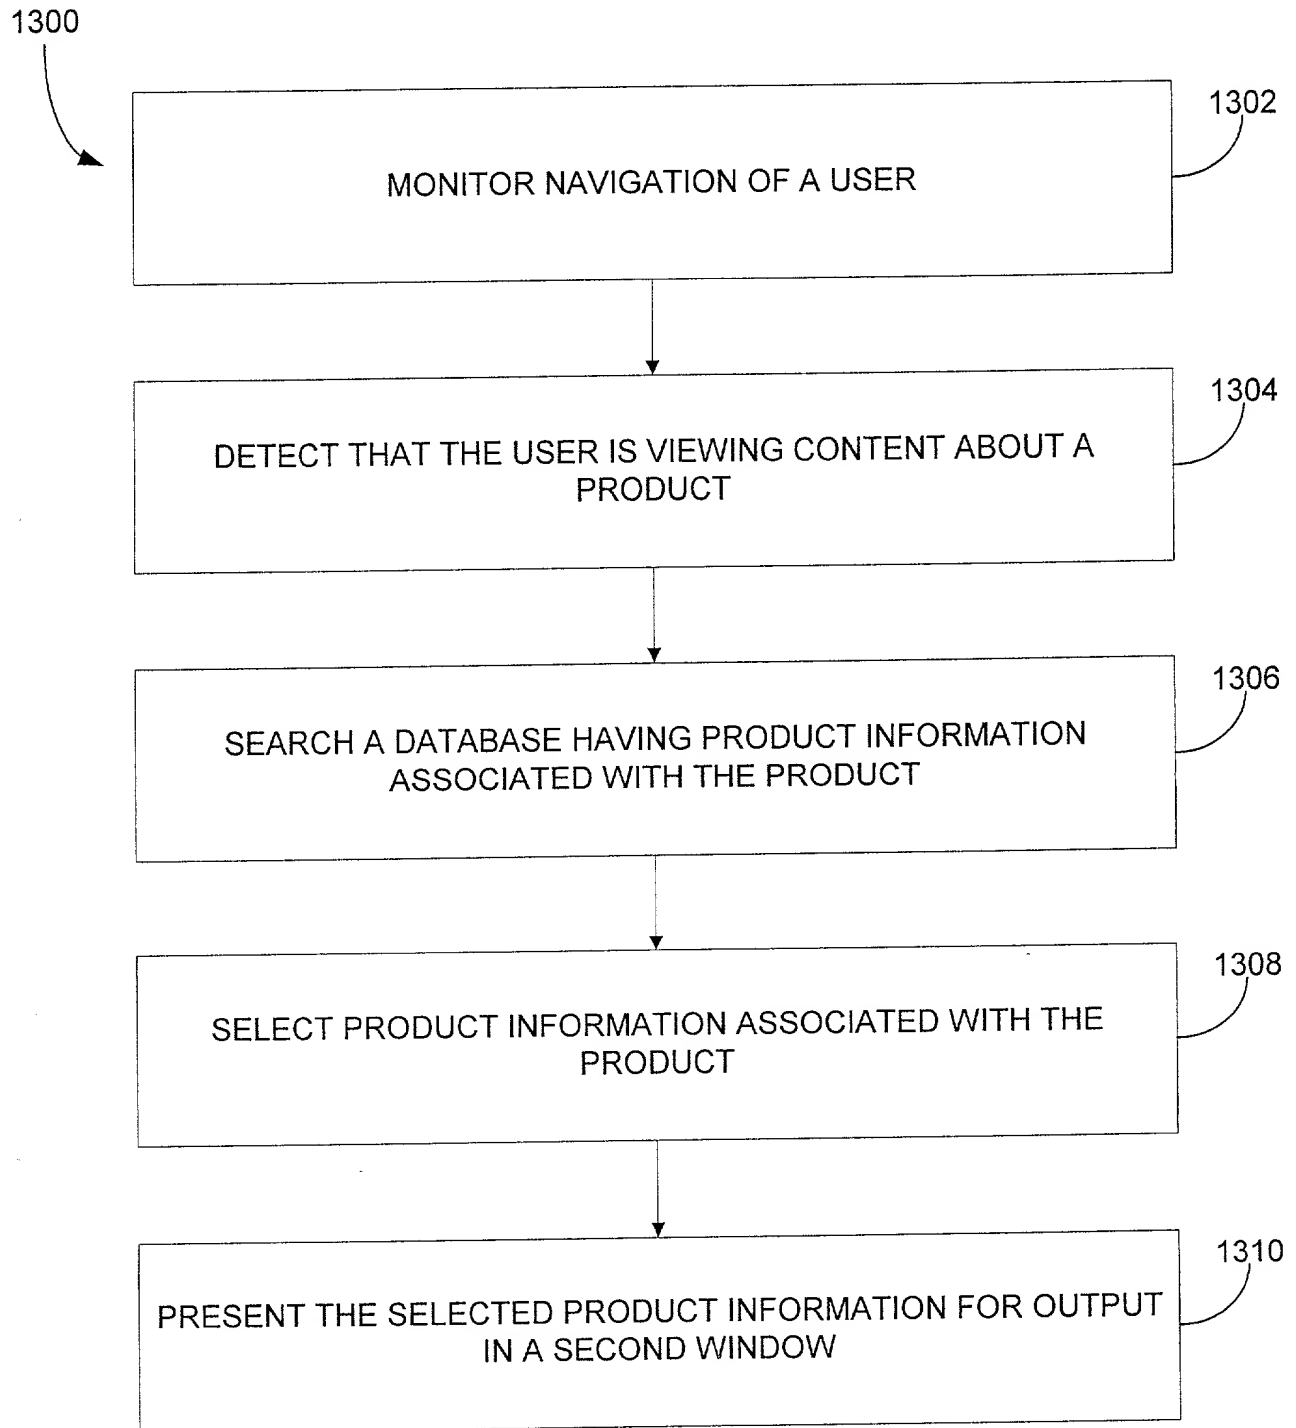 1300
1302
MONITOR NAVIGATION OF A USER
1304
DETECT THAT THE USER IS VIEWING CONTENT ABOUT A
PRODUCT
1306
SEARCH A DATABASE HAVING PRODUCT INFORMATION
ASSOCIATED WITH THE PRODUCT
1308
SELECT PRODUCT INFORMATION ASSOCIATED WITH THE
PRODUCT
1310
PRESENT THE SELECTED PRODUCT INFORMATION FOR OUTPUT
IN A SECOND WINDOW